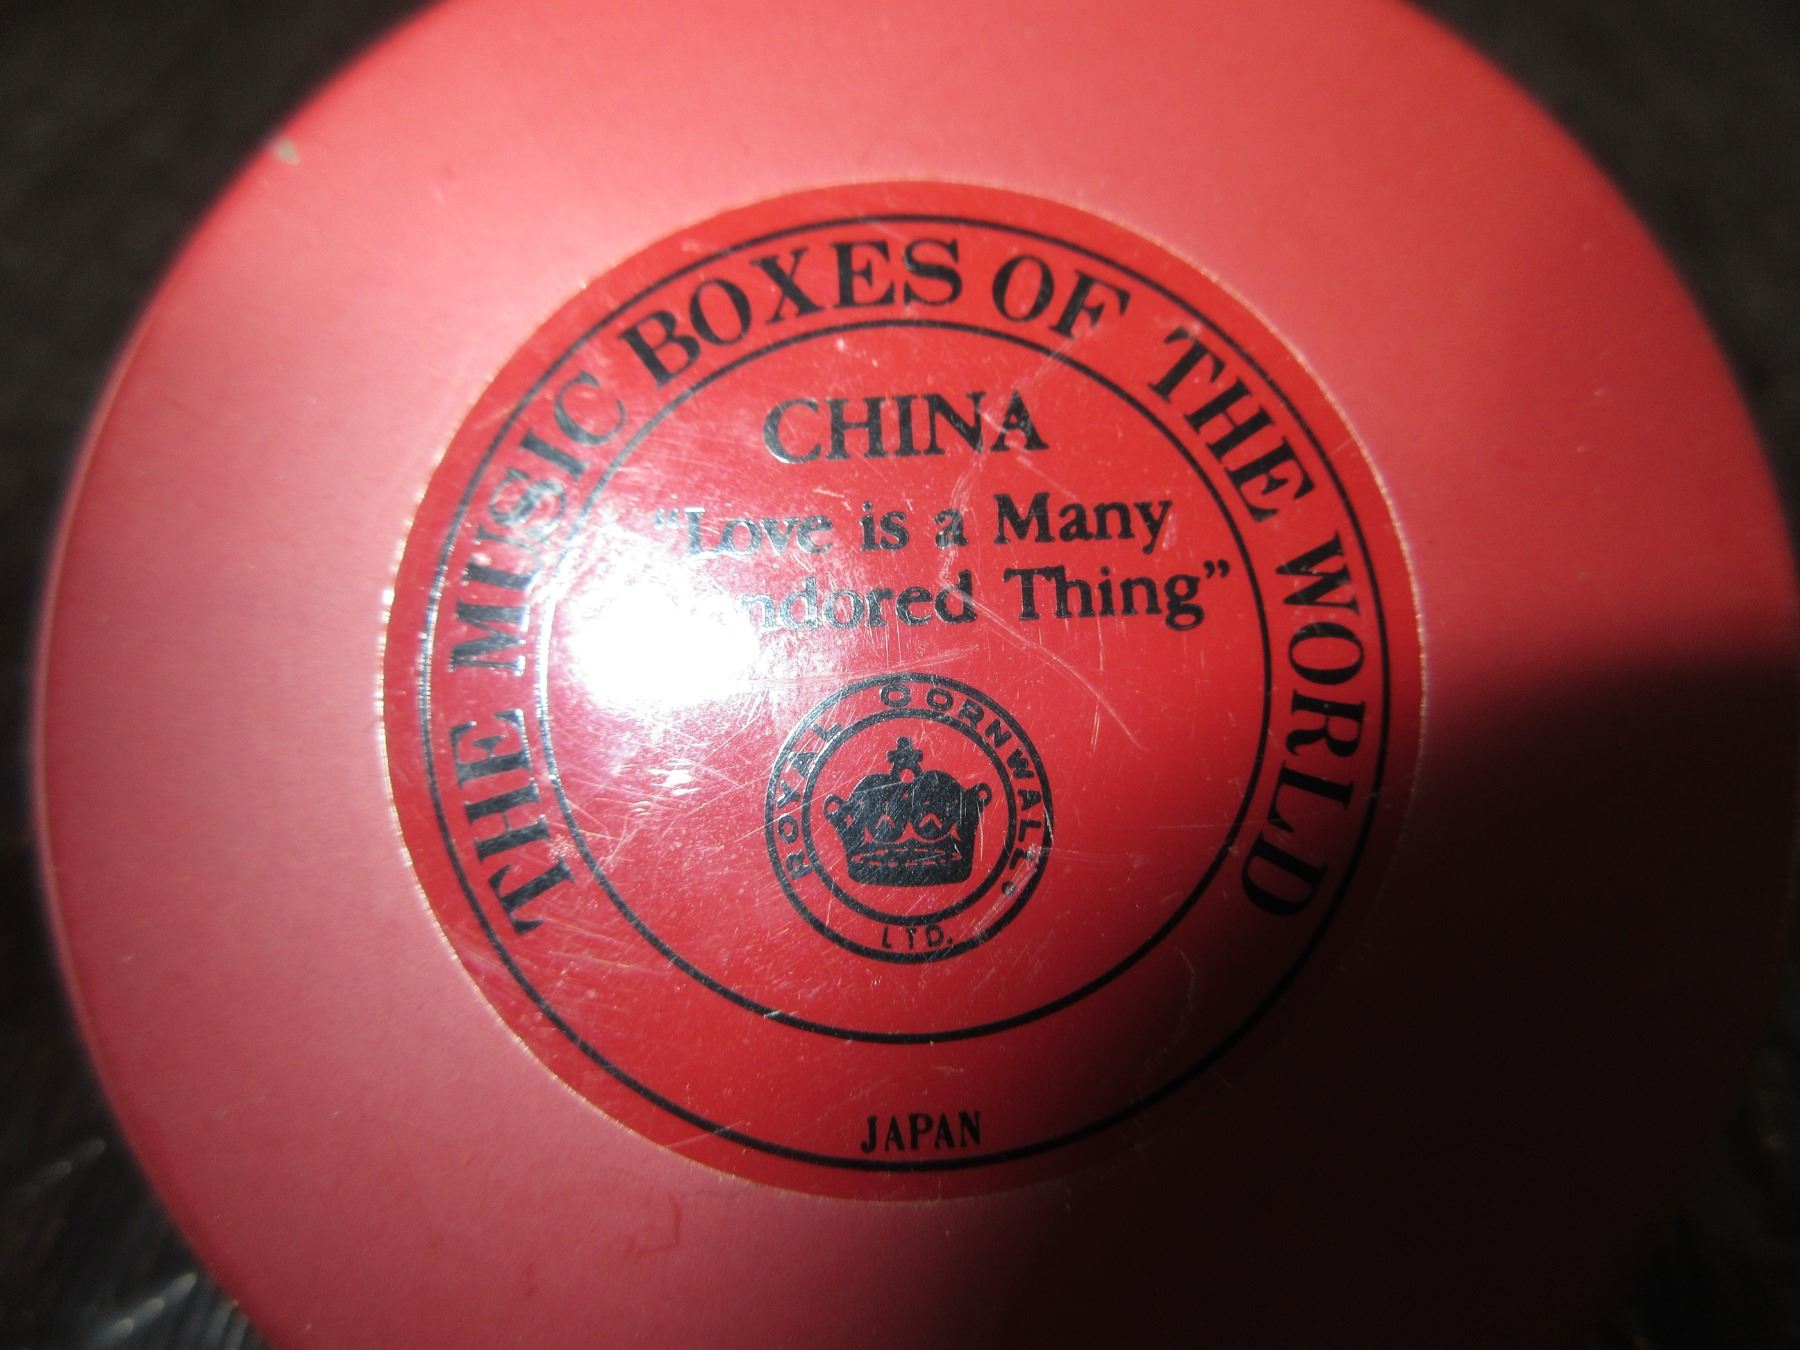 THE MUSIC BOXES OF THE WORLD
CHINA
"Love is a Many
Thing"
ROYAL CORNWALL
LTD.
JAPAN